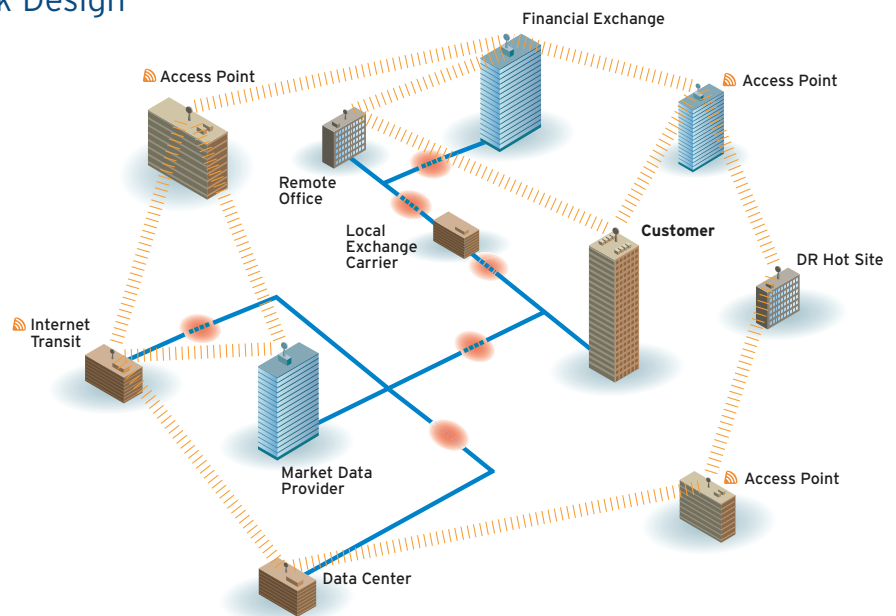 Design
Financial Exchange
Access Point
Access Point
Remote
Office
Local
Exchange
Carrier
Customer
DR Hot Site
Internet
Transit
Market Data
Provider
Access Point
Data Center